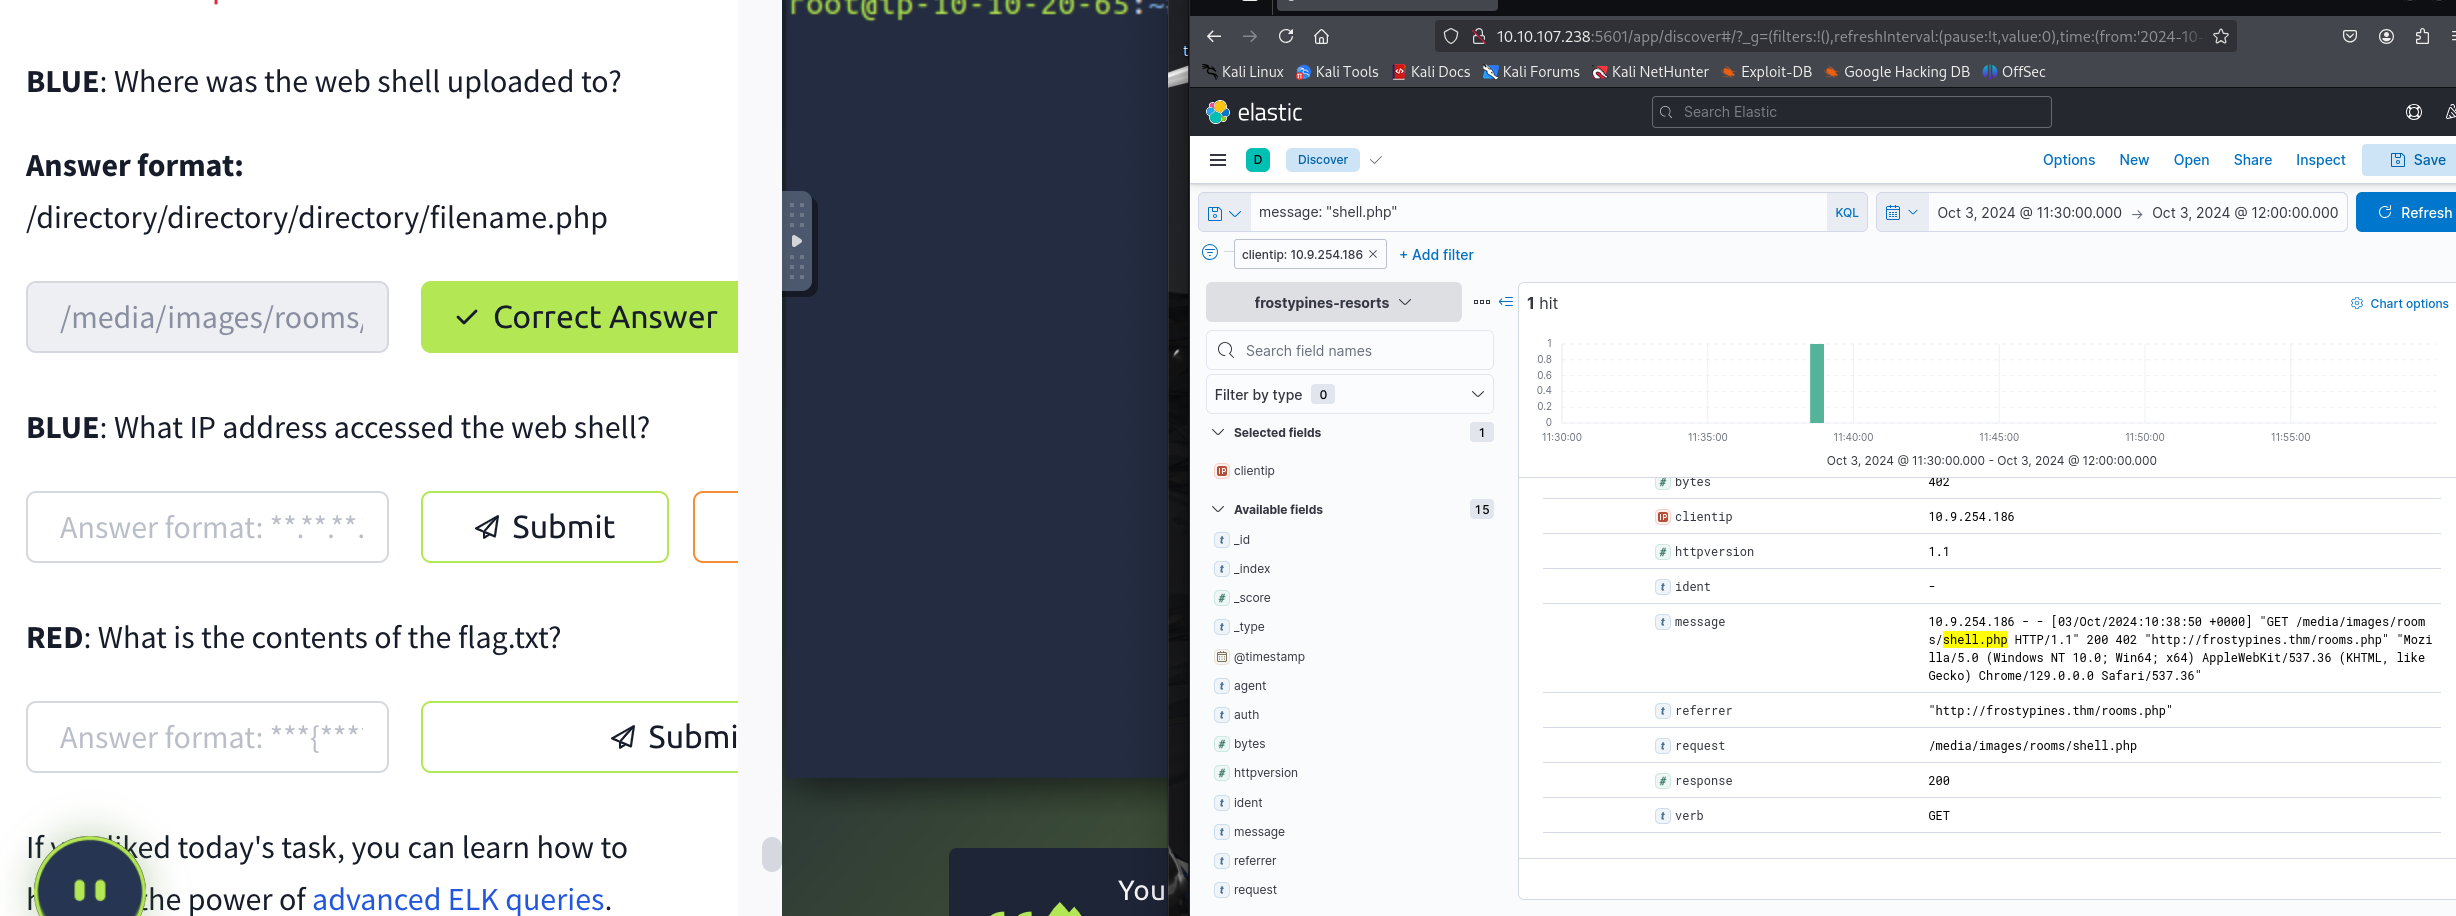 BLUE: Where was the web shell uploaded to?
Answer format:
/directory/directory/directory/filename.php
/media/images/rooms/
Correct Answer
BLUE: What IP address accessed the web shell?
Answer format: **.**.**.
Submit
RED: What is the contents of the flag.txt?
Answer format: ***{***
Submi
If liked today's task, you can learn how to
the power of advanced ELK queries.
root@ip-10-10-20-65:~
You
10.10.107.238:5601/app/discover#/?_g=(filters:!(),refreshInterval:(pause:!t,value:0),time:(from:'2024-10-
Kali Linux
Kali Tools
Kali Docs
Kali Forums
Kali NetHunter
Exploit-DB
Google Hacking DB
OffSec
elastic
Search Elastic
D
Discover
Options
New
Open
Share
Inspect
Save
message: "shell.php"
KQL
Oct 3, 2024 @ 11:30:00.000 → Oct 3, 2024 @ 12:00:00.000
Refresh
clientip: 10.9.254.186 ×
+ Add filter
frostypines-resorts
Search field names
Filter by type 0
Selected fields 1
IP clientip
Available fields 15
t _id
t _index
# _score
t _type
@timestamp
t agent
t auth
# bytes
# httpversion
t ident
t message
t referrer
t request
1 hit
Chart options
1
0.8
0.6
0.4
0.2
0
11:30:00
11:35:00
11:40:00
11:45:00
11:50:00
11:55:00
Oct 3, 2024 @ 11:30:00.000 - Oct 3, 2024 @ 12:00:00.000
# bytes 402
IP clientip 10.9.254.186
# httpversion 1.1
t ident -
t message 10.9.254.186 - - [03/Oct/2024:10:38:50 +0000] "GET /media/images/room
s/shell.php HTTP/1.1" 200 402 "http://frostypines.thm/rooms.php" "Mozi
lla/5.0 (Windows NT 10.0; Win64; x64) AppleWebKit/537.36 (KHTML, like
Gecko) Chrome/129.0.0.0 Safari/537.36"
t referrer "http://frostypines.thm/rooms.php"
t request /media/images/rooms/shell.php
# response 200
t verb GET